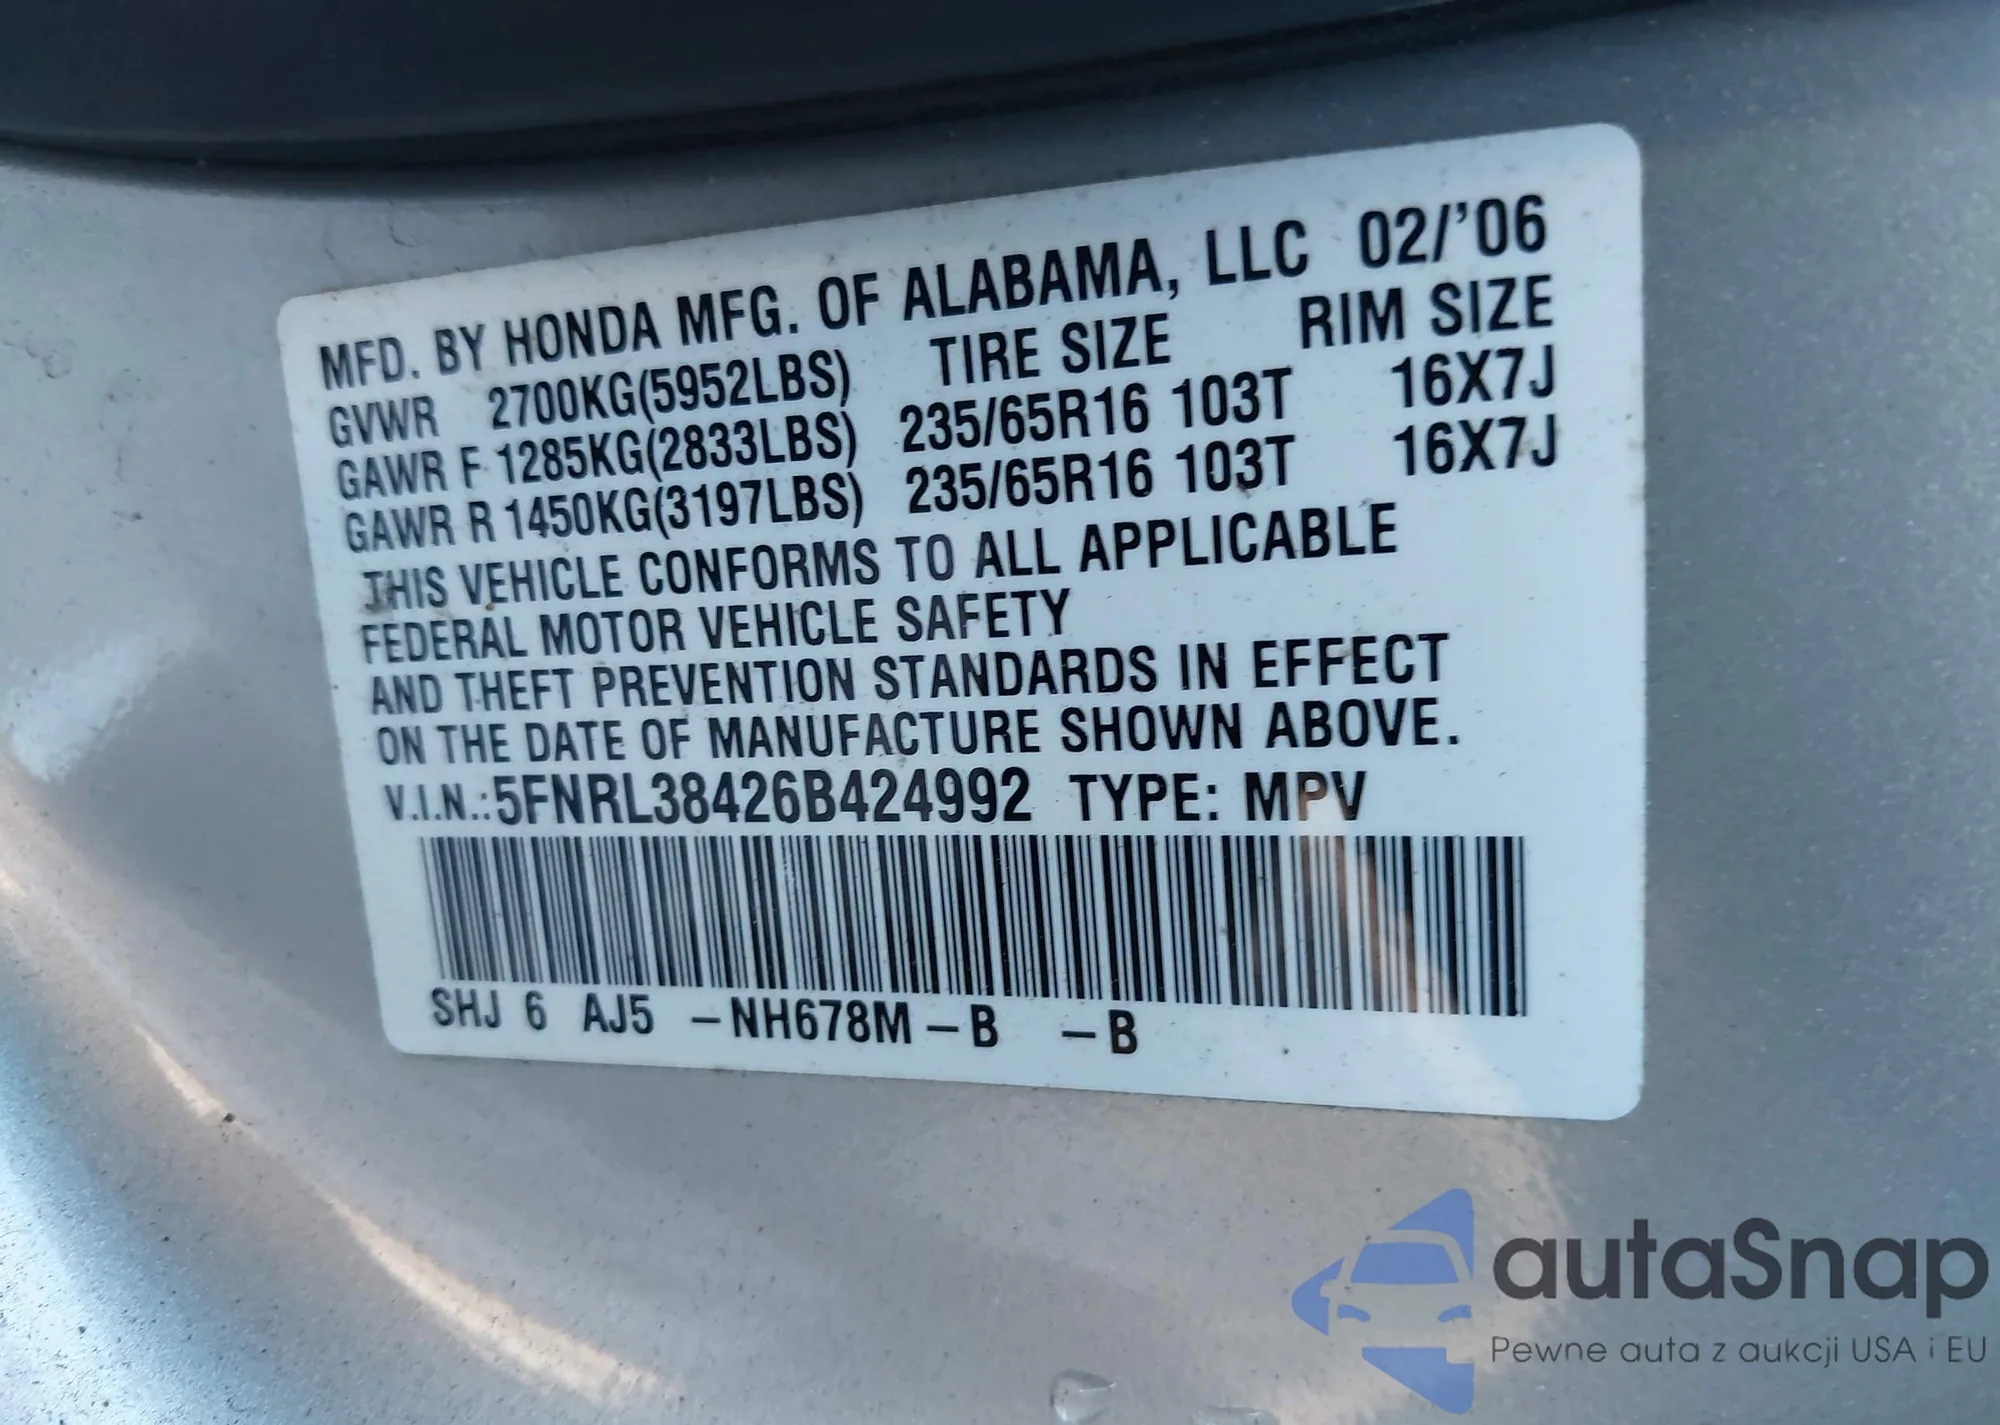 MFD. BY HONDA MFG. OF ALABAMA, LLC 02/'06
GVWR 2700KG(5952LBS) TIRE SIZE RIM SIZE
GAWR F 1285KG(2833LBS) 235/65R16 103T 16X7J
GAWR R 1450KG(3197LBS) 235/65R16 103T 16X7J
THIS VEHICLE CONFORMS TO ALL APPLICABLE
FEDERAL MOTOR VEHICLE SAFETY
AND THEFT PREVENTION STANDARDS IN EFFECT
ON THE DATE OF MANUFACTURE SHOWN ABOVE.
V.I.N.:5FNRL38426B424992 TYPE: MPV
SHJ 6 AJ5 -NH678M-B -B
autaSnap
Pewne auta z aukcji USA i EU